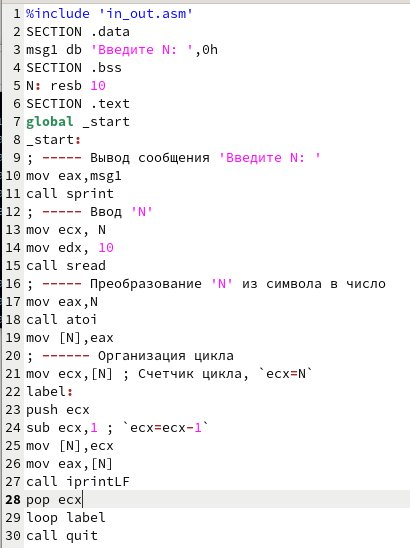 1 %include 'in_out.asm'
2 SECTION .data
3 msg1 db 'Введите N: ',0h
4 SECTION .bss
5 N: resb 10
6 SECTION .text
7 global _start
8 _start:
9 ; ----- Вывод сообщения 'Введите N: '
10 mov eax,msg1
11 call sprint
12 ; ----- Ввод 'N'
13 mov ecx, N
14 mov edx, 10
15 call sread
16 ; ----- Преобразование 'N' из символа в число
17 mov eax,N
18 call atoi
19 mov [N],eax
20 ; ------ Организация цикла
21 mov ecx,[N] ; Счетчик цикла, `ecx=N`
22 label:
23 push ecx
24 sub ecx,1 ; `ecx=ecx-1`
25 mov [N],ecx
26 mov eax,[N]
27 call iprintLF
28 pop ecx
29 loop label
30 call quit